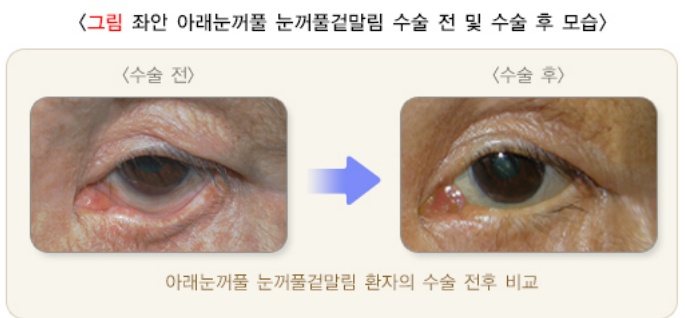 <그림 좌안 아래눈꺼풀 눈꺼풀겉말림 수술 전 및 수술 후 모습>
<수술 전>
<수술 후>
아래눈꺼풀 눈꺼풀겉말림 환자의 수술 전후 비교